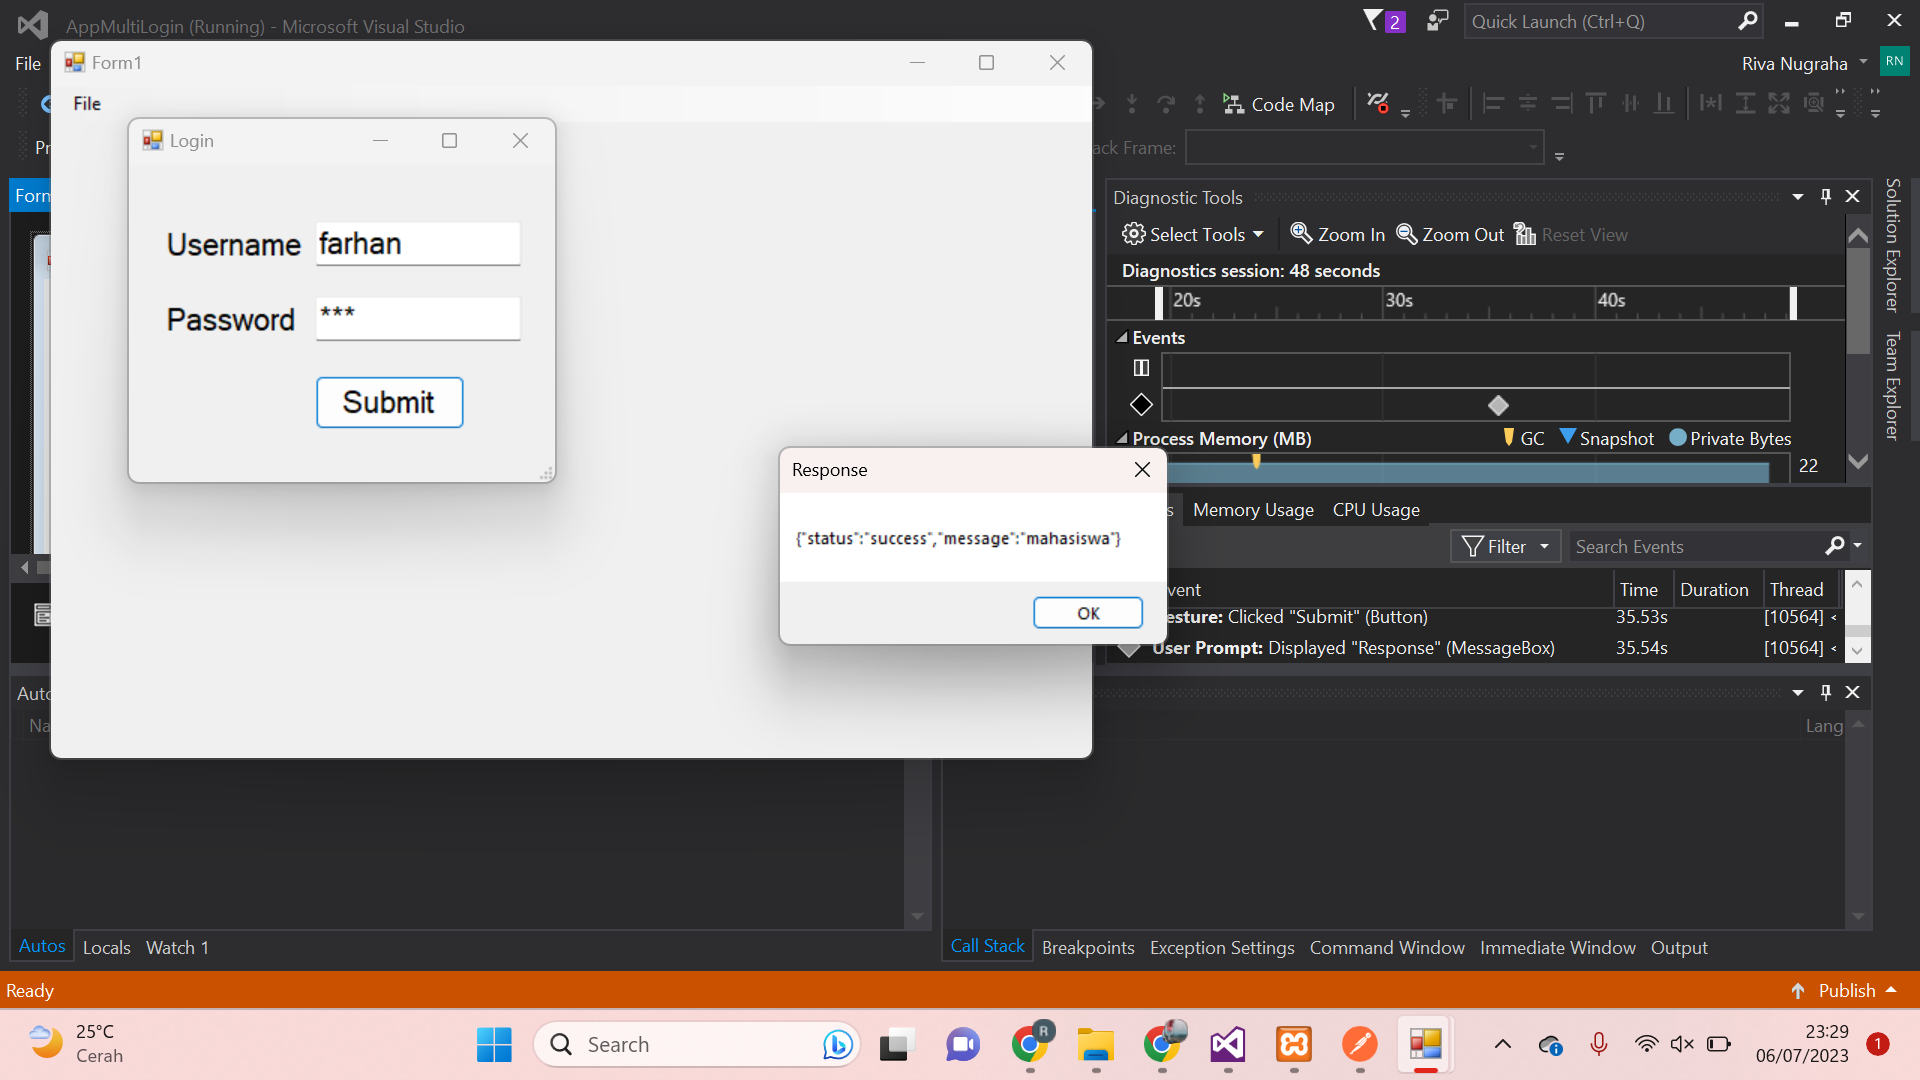 AppMultiLogin (Running) - Microsoft Visual Studio
2
Quick Launch (Ctrl+Q)
File
Riva Nugraha
RN
Form1
File
Code Map
Pr
ack Frame:
Form
Login
Username farhan
Password ***
Submit
Response
{"status":"success","message":"mahasiswa"}
OK
Diagnostic Tools
Select Tools Zoom In Zoom Out Reset View
Diagnostics session: 48 seconds
20s 30s 40s
Events
Process Memory (MB) GC Snapshot Private Bytes
22
s Memory Usage CPU Usage
Filter Search Events
vent Time Duration Thread
esture: Clicked "Submit" (Button) 35.53s [10564]
User Prompt: Displayed "Response" (MessageBox) 35.54s [10564]
Solution Explorer
Team Explorer
Auto
Na
Lang
Autos Locals Watch 1
Call Stack Breakpoints Exception Settings Command Window Immediate Window Output
Ready
Publish
25°C
Cerah
Search
R
23:29
06/07/2023
1